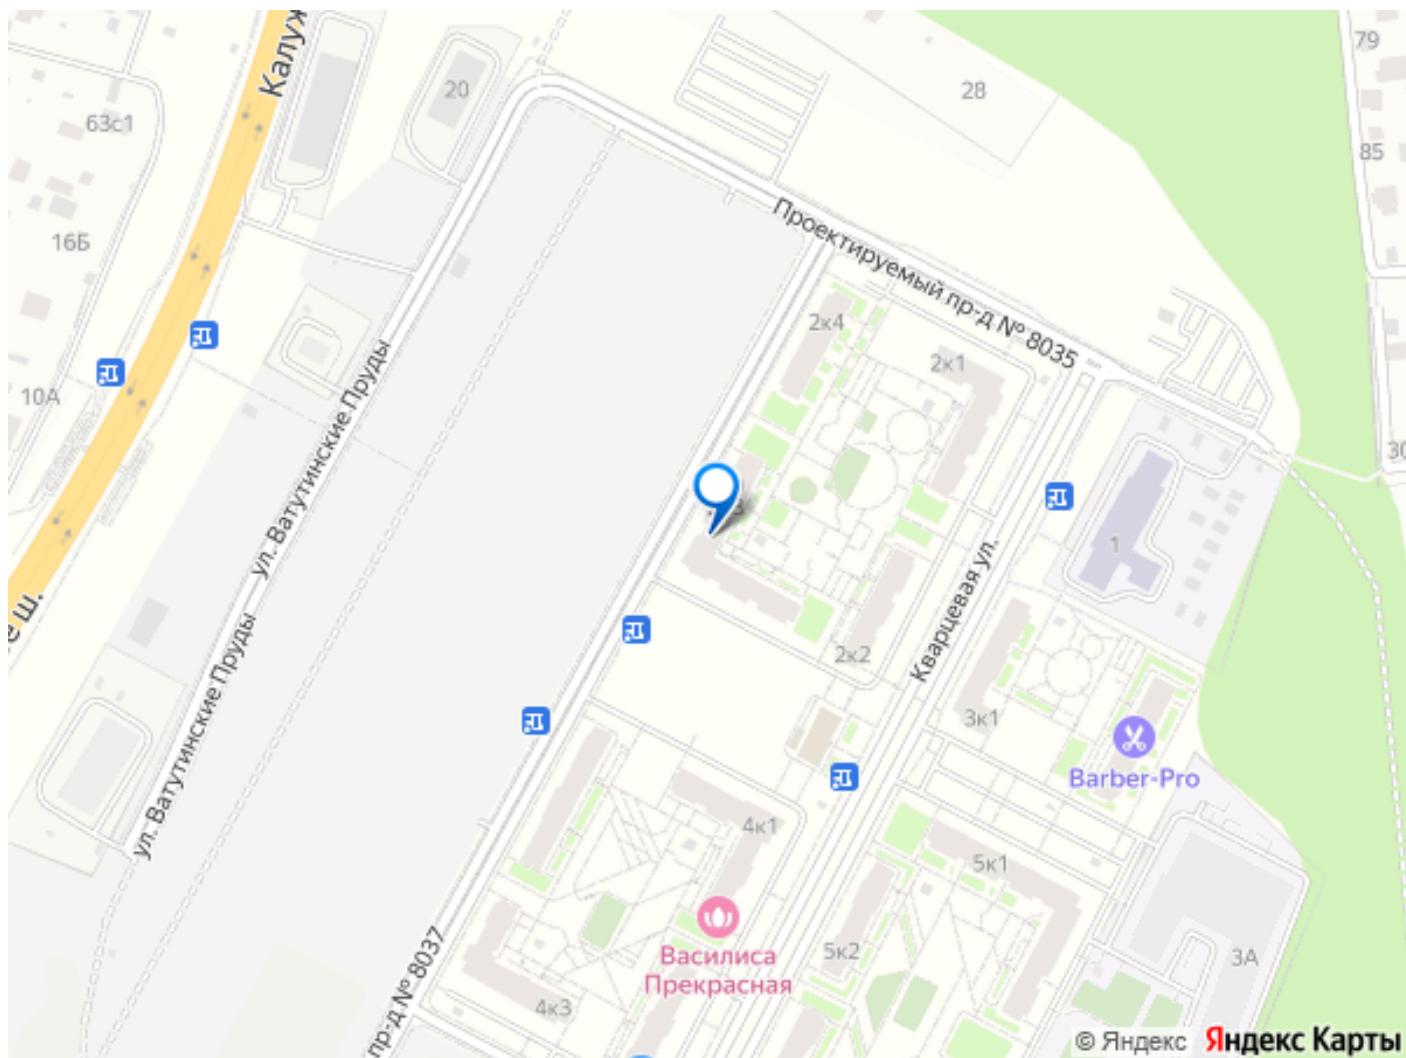 Калуж
79
63с1
20
28
85
16Б
Проектируемый пр-д № 8035
2к4
2к1
10А
30
ул. Ватутинские Пруды
1
Кварцевая ул.
е ш.
2к2
3к1
ул. Ватутинские Пруды
Barber-Pro
4к1
5к1
Василиса
Прекрасная
5к2
3А
4к3
пр-д № 8037
© Яндекс Яндекс Карты